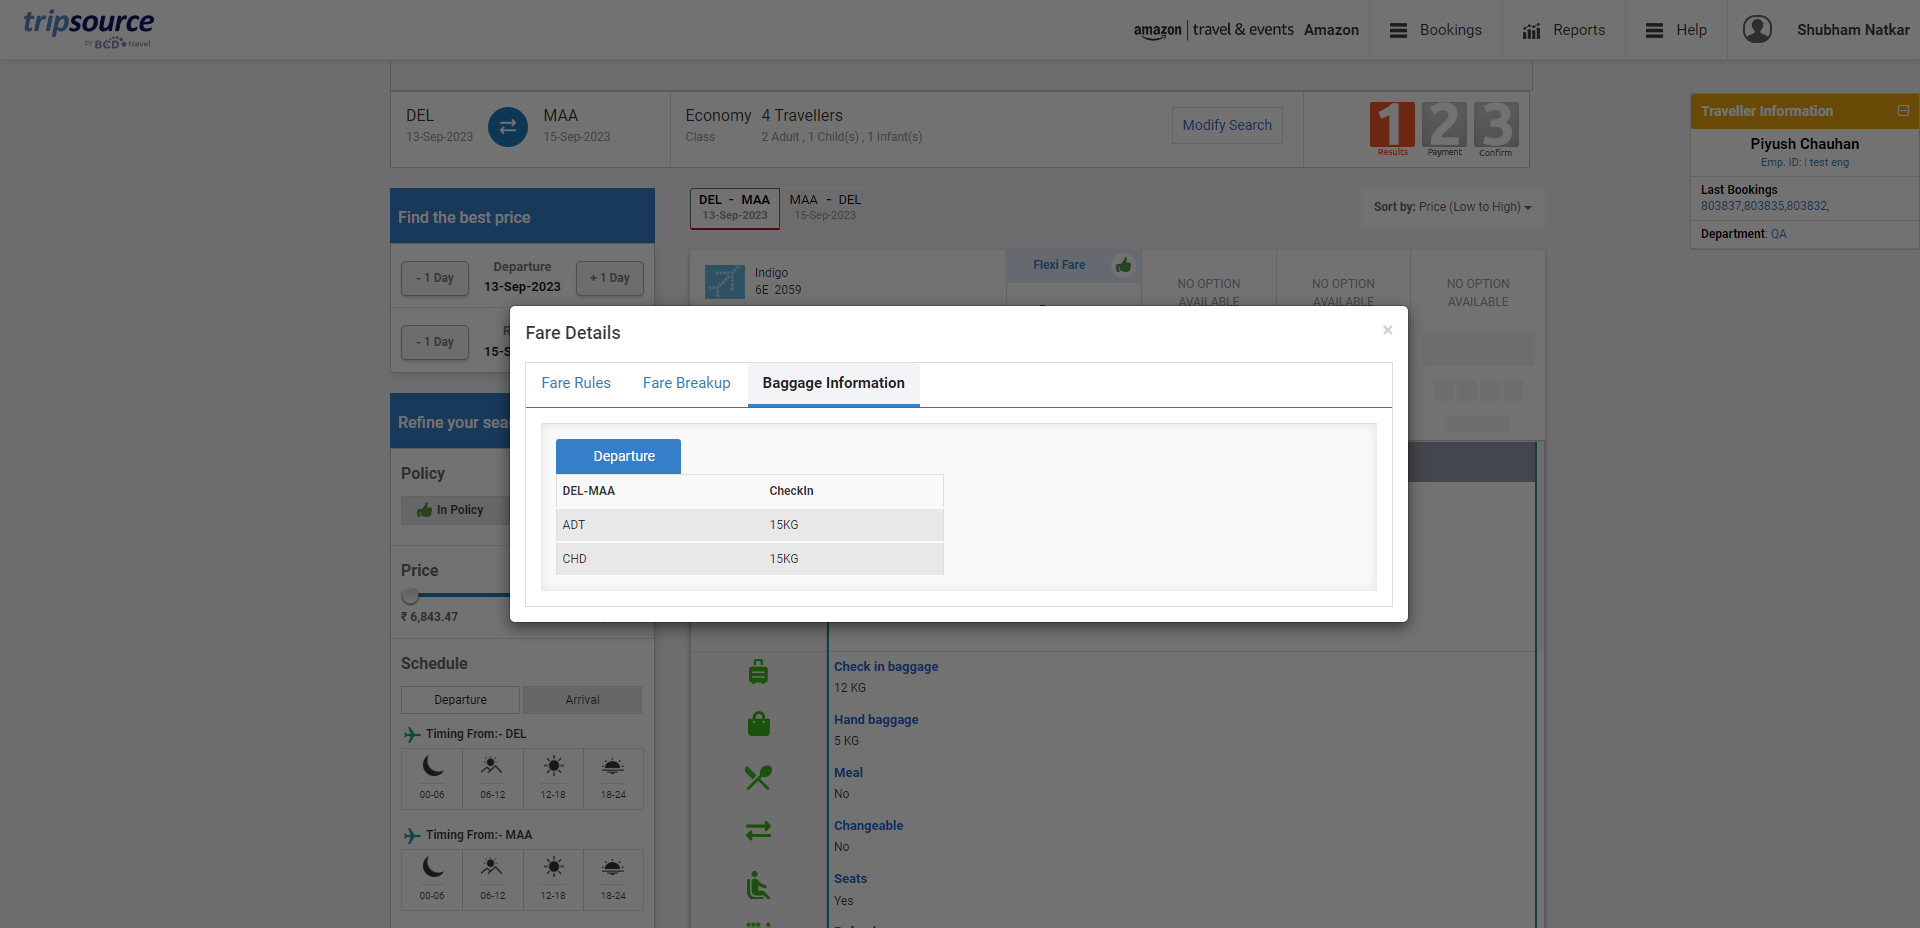 tripsource
by BCD travel
amazon | travel & events Amazon
Bookings
Reports
Help
Shubham Natkar
DEL
13-Sep-2023
MAA
15-Sep-2023
Economy
Class
4 Travellers
2 Adult , 1 Child(s) , 1 Infant(s)
Modify Search
1 2 3
Results Payment Confirm
Traveller Information
Piyush Chauhan
Emp. ID: | test eng
Last Bookings
803837,803835,803832,
Department: QA
Find the best price
- 1 Day
Departure
13-Sep-2023
+ 1 Day
- 1 Day
R
15-S
DEL - MAA
13-Sep-2023
MAA - DEL
15-Sep-2023
Sort by: Price (Low to High)
Indigo
6E 2059
Flexi Fare
NO OPTION
AVAILABLE
NO OPTION
AVAILABLE
NO OPTION
AVAILABLE
Fare Details
×
Fare Rules
Fare Breakup
Baggage Information
Departure
DEL-MAA CheckIn
ADT 15KG
CHD 15KG
Refine your sea
Policy
In Policy
Price
₹ 6,843.47
Schedule
Departure
Arrival
Timing From:- DEL
00-06 06-12 12-18 18-24
Timing From:- MAA
00-06 06-12 12-18 18-24
Check in baggage
12 KG
Hand baggage
5 KG
Meal
No
Changeable
No
Seats
Yes